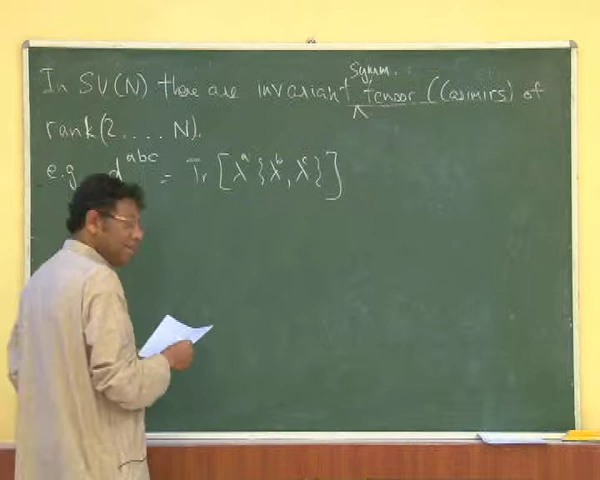 In SU(N) there are invariant Symm. tensor (Casimirs) of
rank(2....N).
e.g d^{abc} = Tr [λ^a {λ^b, λ^c}]